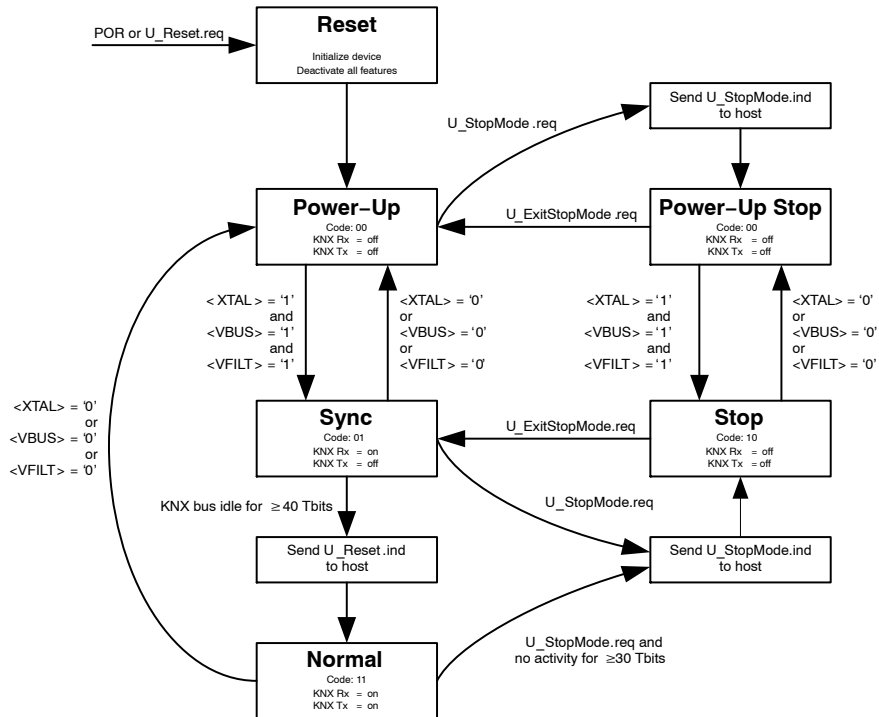 POR or U_Reset.req
Reset
Initialize device
Deactivate all features
U_StopMode .req
Send U_StopMode.ind
to host
Power−Up
Code: 00
KNX Rx = off
KNX Tx = off
U_ExitStopMode.req
Power−Up Stop
Code: 00
KNX Rx = off
KNX Tx = off
<XTAL> = '1'
and
<VBUS> = '1'
and
<VFILT> = '1'
<XTAL> = '0'
or
<VBUS> = '0'
or
<VFILT> = '0'
<XTAL> = '1'
and
<VBUS> = '1'
and
<VFILT> = '1'
<XTAL> = '0'
or
<VBUS> = '0'
or
<VFILT> = '0'
<XTAL> = '0'
or
<VBUS> = '0'
or
<VFILT> = '0'
Sync
Code: 01
KNX Rx = on
KNX Tx = off
U_ExitStopMode.req
Stop
Code: 10
KNX Rx = off
KNX Tx = off
KNX bus idle for ≥40 Tbits
U_StopMode.req
Send U_Reset.ind
to host
Send U_StopMode.ind
to host
Normal
Code: 11
KNX Rx = on
KNX Tx = on
U_StopMode.req and
no activity for ≥30 Tbits